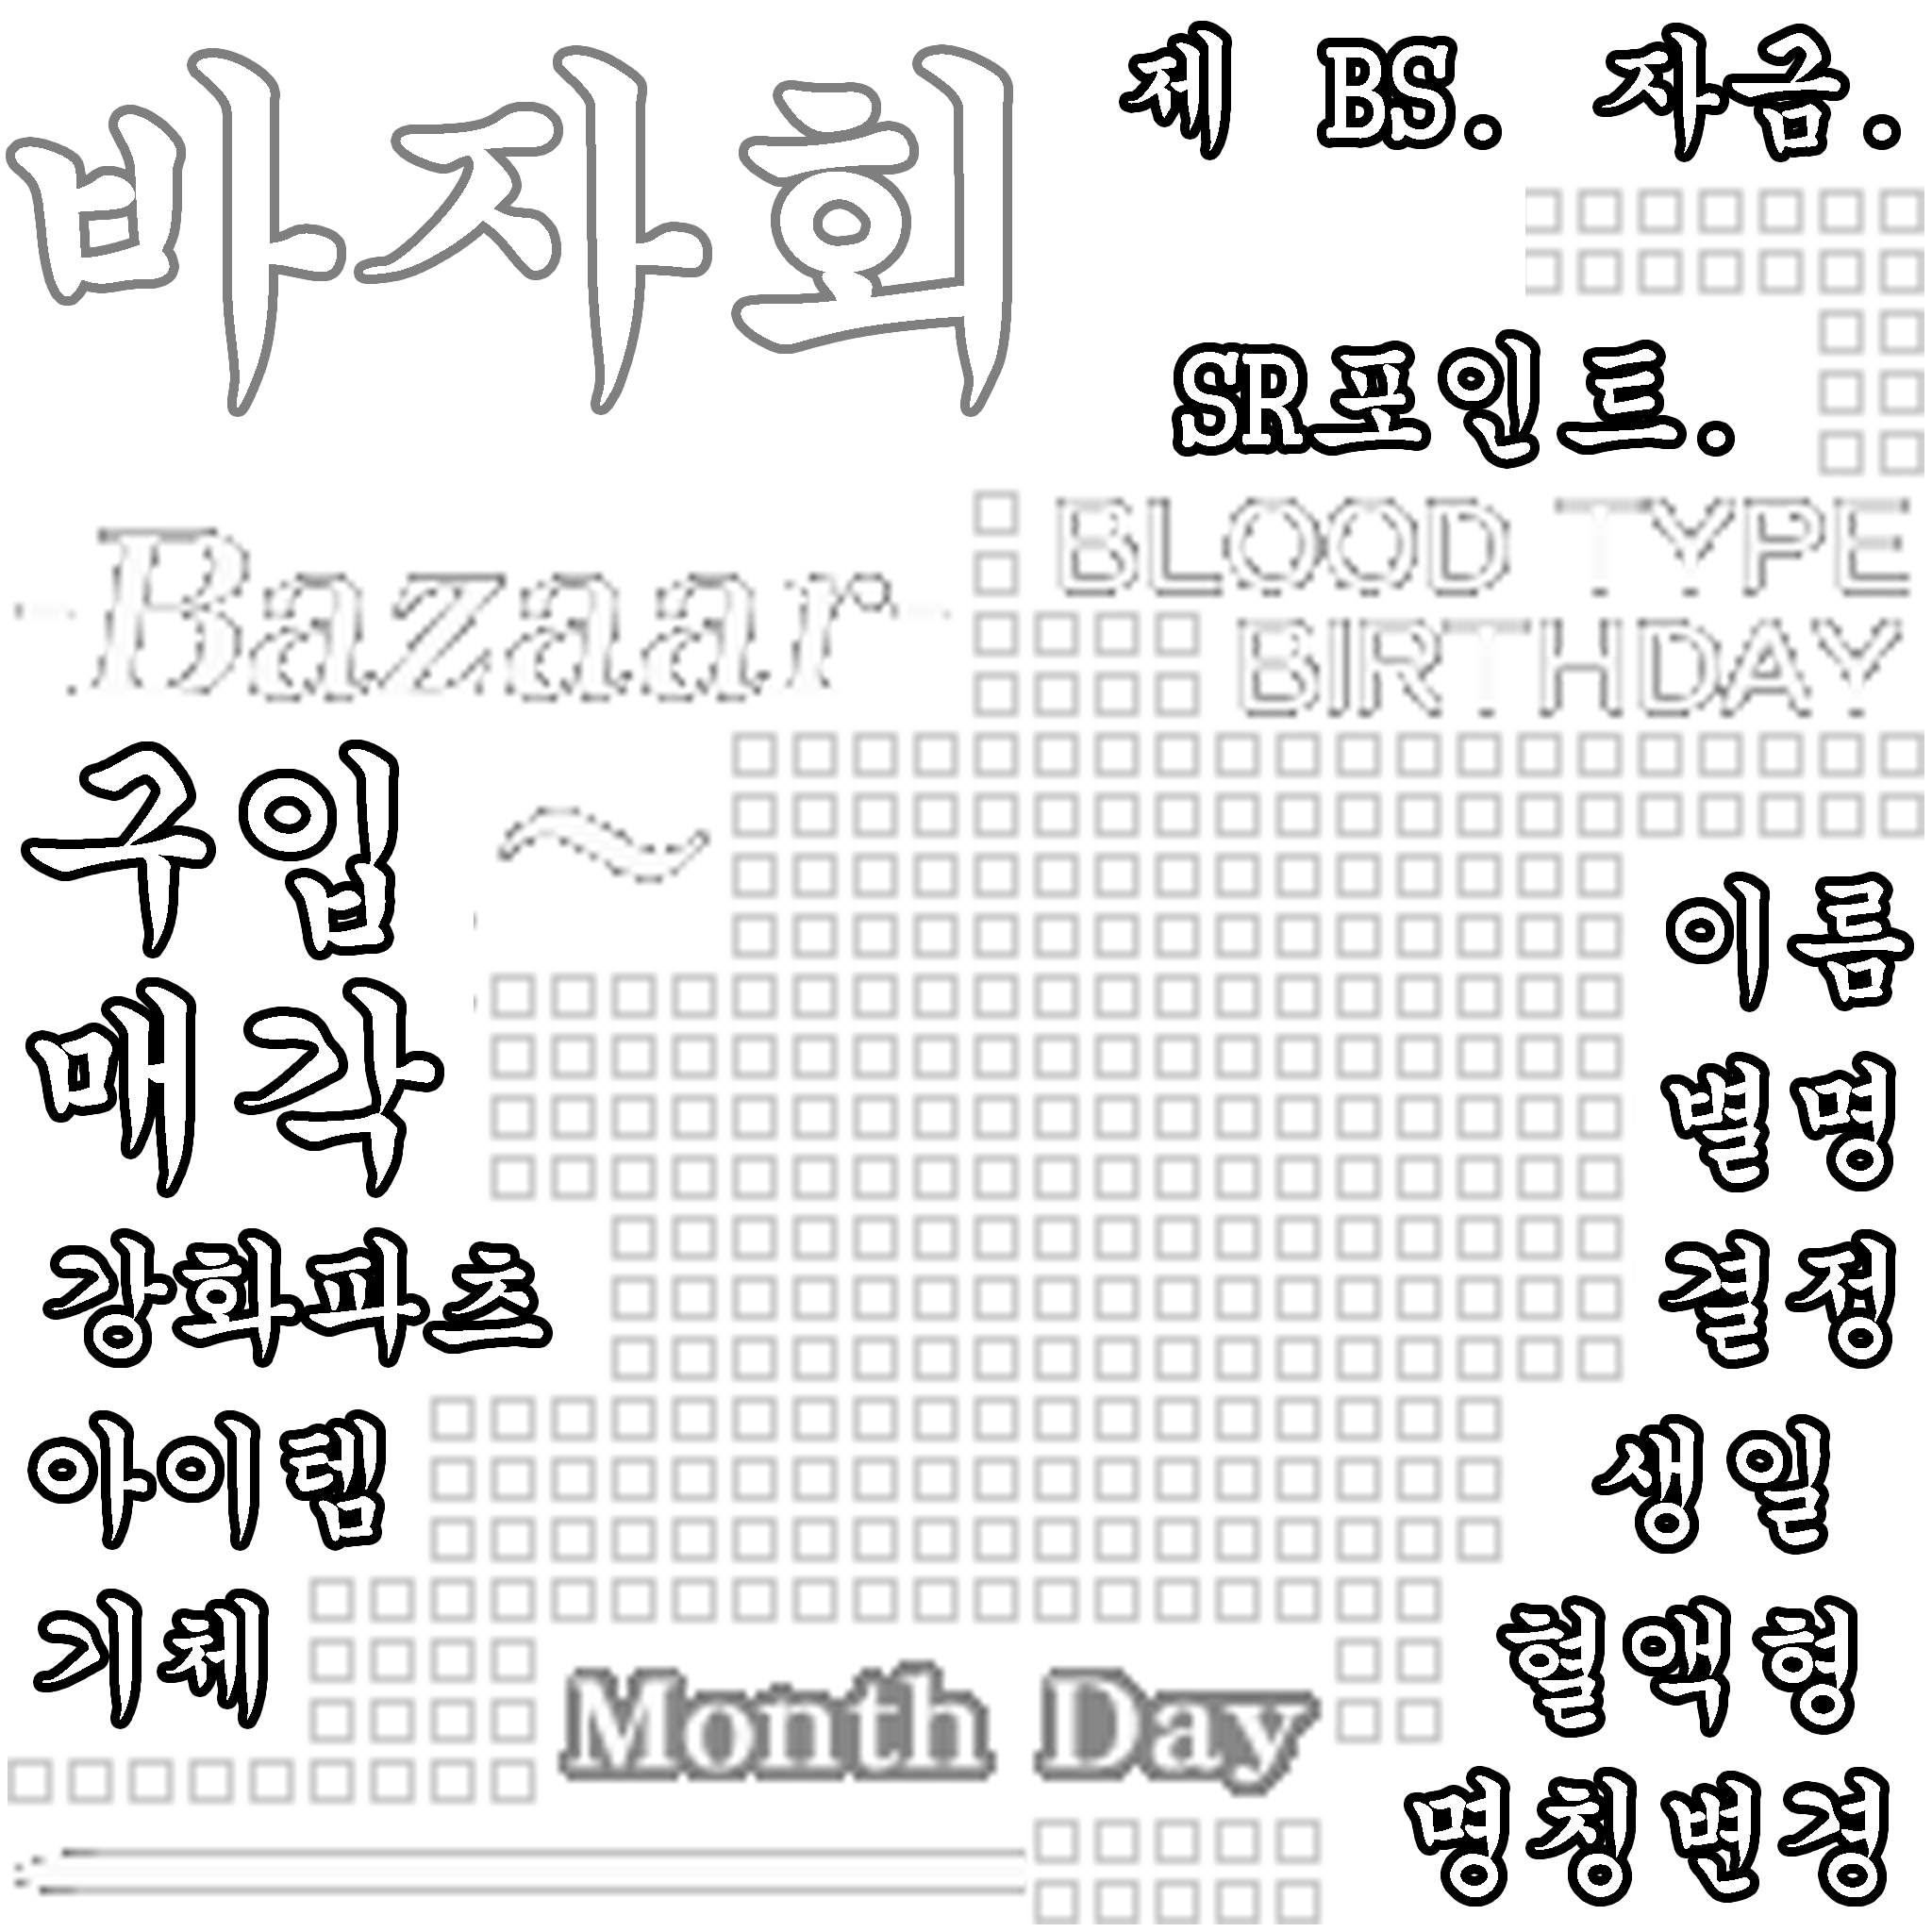 바자회
제 BS. 자금.
SR포인트.
Bazaar
BLOOD TYPE
BIRTHDAY
구입 ~
매각
강화파츠
아이템
기체
이름
별명
결정
생일
혈액형
명칭변경
Month Day